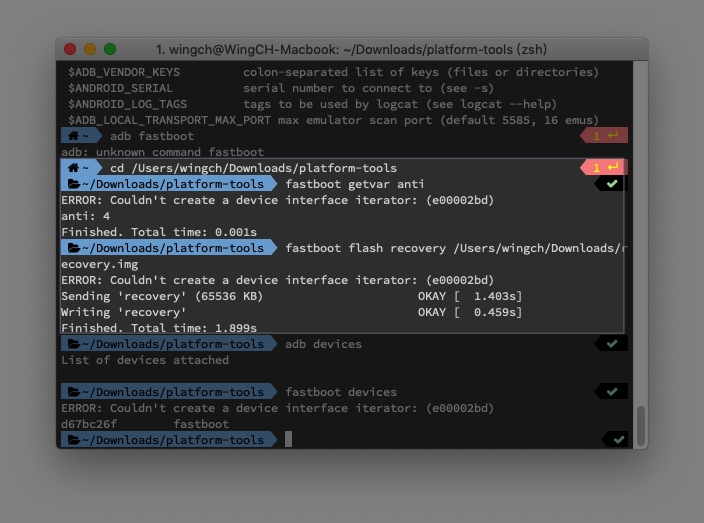 1. wingch@WingCH-Macbook: ~/Downloads/platform-tools (zsh)
$ADB_VENDOR_KEYS colon-separated list of keys (files or directories)
$ANDROID_SERIAL serial number to connect to (see -s)
$ANDROID_LOG_TAGS tags to be used by logcat (see logcat --help)
$ADB_LOCAL_TRANSPORT_MAX_PORT max emulator scan port (default 5585, 16 emus)
~ adb fastboot 1 ↵
adb: unknown command fastboot
~ cd /Users/wingch/Downloads/platform-tools 1 ↵
~/Downloads/platform-tools fastboot getvar anti ✔
ERROR: Couldn't create a device interface iterator: (e00002bd)
anti: 4
Finished. Total time: 0.001s
~/Downloads/platform-tools fastboot flash recovery /Users/wingch/Downloads/r
ecovery.img
ERROR: Couldn't create a device interface iterator: (e00002bd)
Sending 'recovery' (65536 KB) OKAY [ 1.403s]
Writing 'recovery' OKAY [ 0.459s]
Finished. Total time: 1.899s
~/Downloads/platform-tools adb devices ✔
List of devices attached
~/Downloads/platform-tools fastboot devices ✔
ERROR: Couldn't create a device interface iterator: (e00002bd)
d67bc26f fastboot
~/Downloads/platform-tools ✔